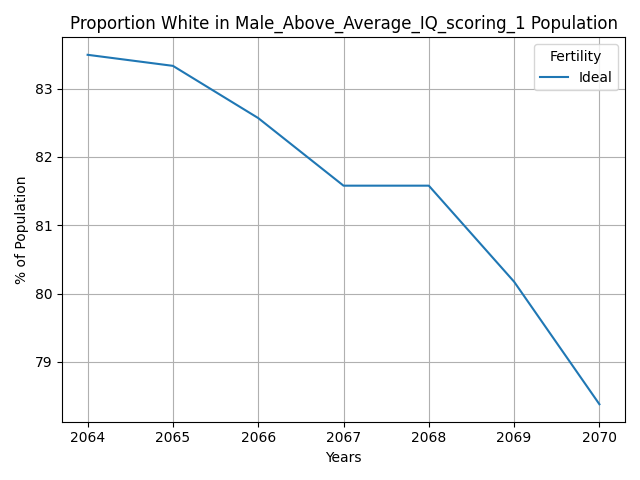 Proportion White in Male_Above_Average_IQ_scoring_1 Population
Fertility
Ideal
% of Population
83
82
81
80
79
2064 2065 2066 2067 2068 2069 2070
Years